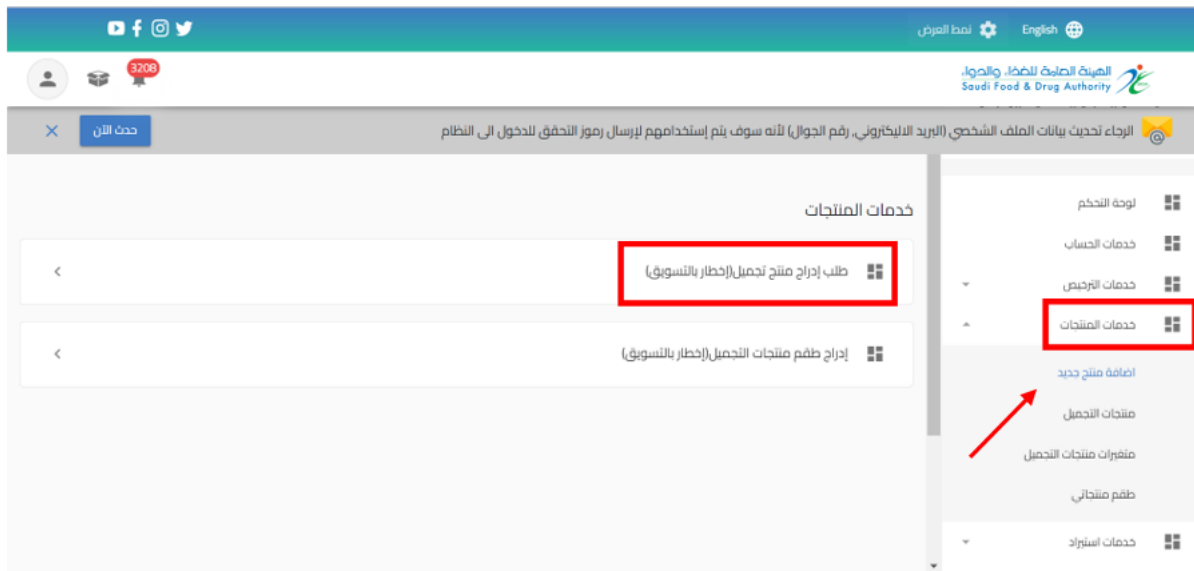 English نمط العرض
الهيئة العامة للغذاء والدواء
Saudi Food & Drug Authority
3208
الرجاء تحديث بيانات الملف الشخصي (البريد الاليكتروني, رقم الجوال) لأنه سوف يتم إستخدامهم لإرسال رموز التحقق للدخول الى النظام
حدث الآن
لوحة التحكم
خدمات الحساب
خدمات الترخيص
خدمات المنتجات
اضافة منتج جديد
منتجات التجميل
متغيرات منتجات التجميل
طقم منتجاتي
خدمات استيراد
خدمات المنتجات
طلب إدراج منتج تجميل(إخطار بالتسويق)
إدراج طقم منتجات التجميل(إخطار بالتسويق)